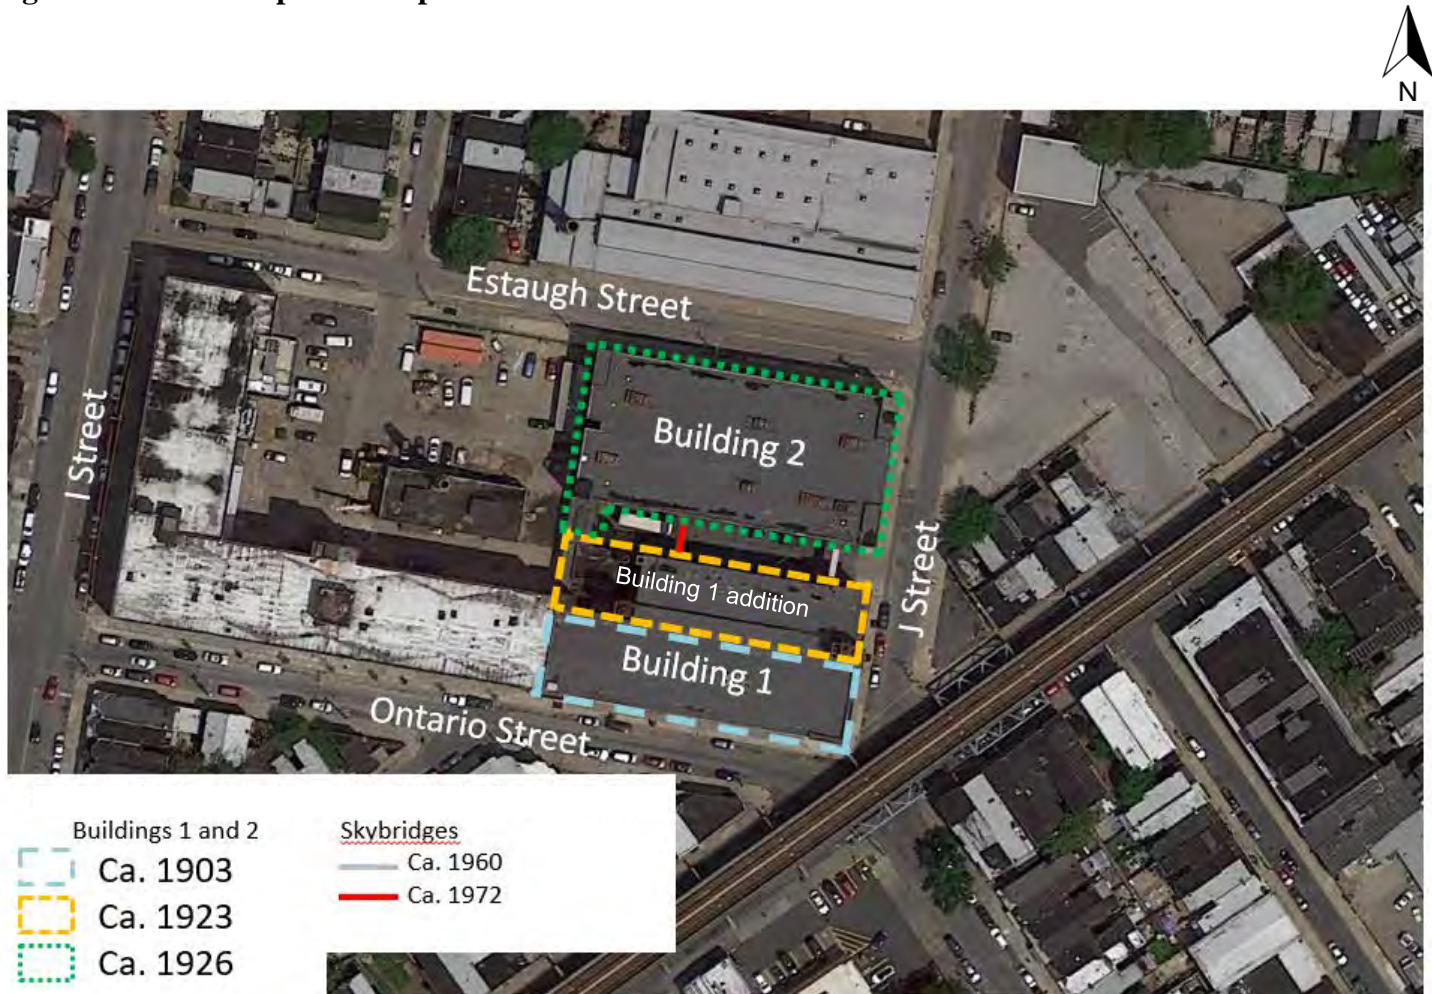 N
Estaugh Street
I Street
Building 2
J Street
Building 1 addition
Building 1
Ontario Street
Buildings 1 and 2
Ca. 1903
Ca. 1923
Ca. 1926
Skybridges
Ca. 1960
Ca. 1972